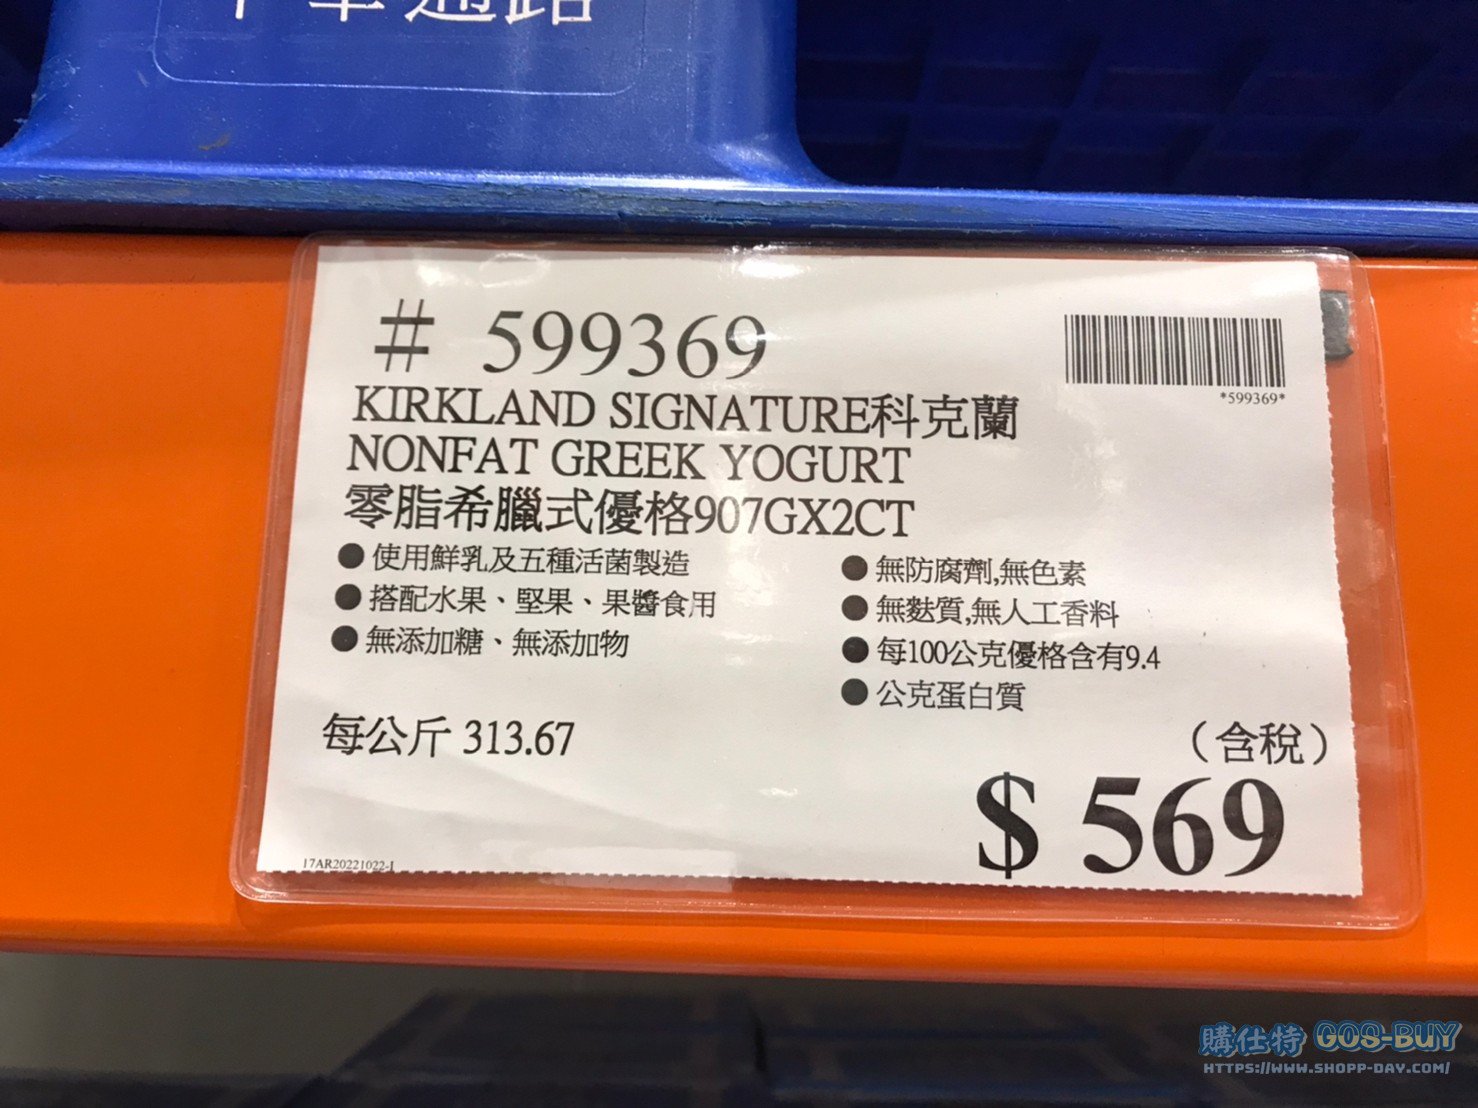 # 599369
*599369*
KIRKLAND SIGNATURE科克蘭
NONFAT GREEK YOGURT
零脂希臘式優格907GX2CT
●使用鮮乳及五種活菌製造
●搭配水果、堅果、果醬食用
●無添加糖、無添加物
●無防腐劑,無色素
●無麩質,無人工香料
●每100公克優格含有9.4
●公克蛋白質
每公斤 313.67
(含稅)
$ 569
17AR20221022-1
購仕特 GOS-BUY
HTTPS://WWW.SHOPP-DAY.COM/